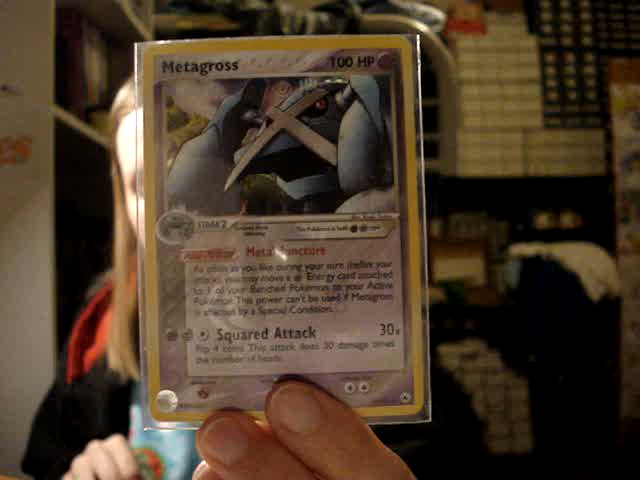 Metagross 100 HP
STAGE 2
Metal Juncture
As often as you like during your turn (before your
attack), you may move a Energy card attached
to 1 of your Benched Pokémon to your Active
Pokémon. This power can't be used if Metagross
is affected by a Special Condition.
Squared Attack 30x
Flip 4 coins. This attack does 30 damage times
the number of heads.